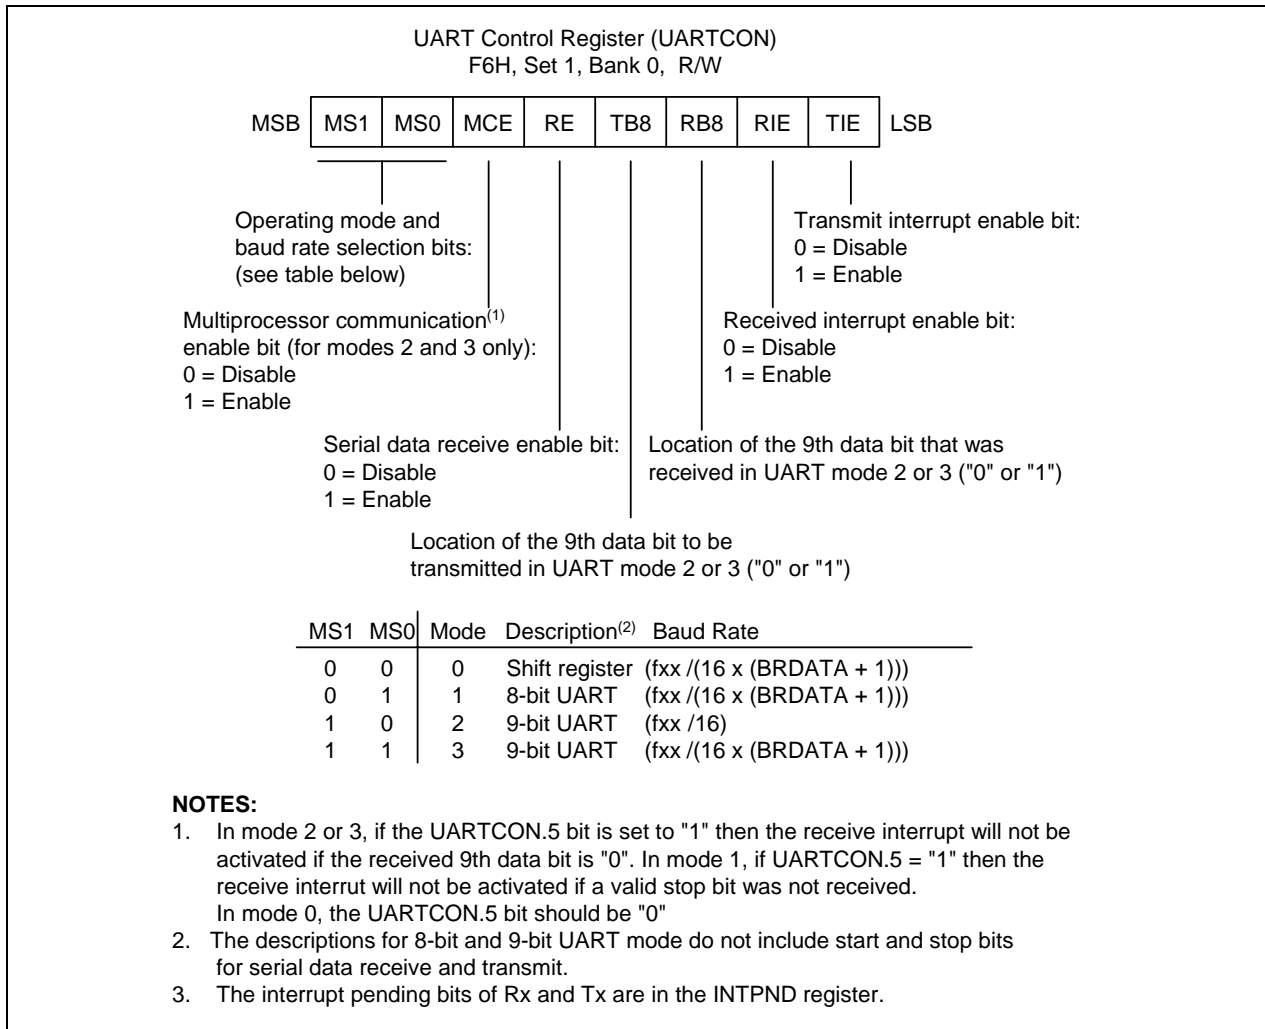 UART Control Register (UARTCON)
F6H, Set 1, Bank 0, R/W
MSB MS1 MS0 MCE RE TB8 RB8 RIE TIE LSB
Operating mode and
baud rate selection bits:
(see table below)
Transmit interrupt enable bit:
0 = Disable
1 = Enable
Multiprocessor communication(1)
enable bit (for modes 2 and 3 only):
0 = Disable
1 = Enable
Received interrupt enable bit:
0 = Disable
1 = Enable
Serial data receive enable bit:
0 = Disable
1 = Enable
Location of the 9th data bit that was
received in UART mode 2 or 3 ("0" or "1")
Location of the 9th data bit to be
transmitted in UART mode 2 or 3 ("0" or "1")
MS1 MS0 Mode Description(2) Baud Rate
0 0 0 Shift register (fxx /(16 x (BRDATA + 1)))
0 1 1 8-bit UART (fxx /(16 x (BRDATA + 1)))
1 0 2 9-bit UART (fxx /16)
1 1 3 9-bit UART (fxx /(16 x (BRDATA + 1)))
NOTES:
1. In mode 2 or 3, if the UARTCON.5 bit is set to "1" then the receive interrupt will not be
activated if the received 9th data bit is "0". In mode 1, if UARTCON.5 = "1" then the
receive interrut will not be activated if a valid stop bit was not received.
In mode 0, the UARTCON.5 bit should be "0"
2. The descriptions for 8-bit and 9-bit UART mode do not include start and stop bits
for serial data receive and transmit.
3. The interrupt pending bits of Rx and Tx are in the INTPND register.